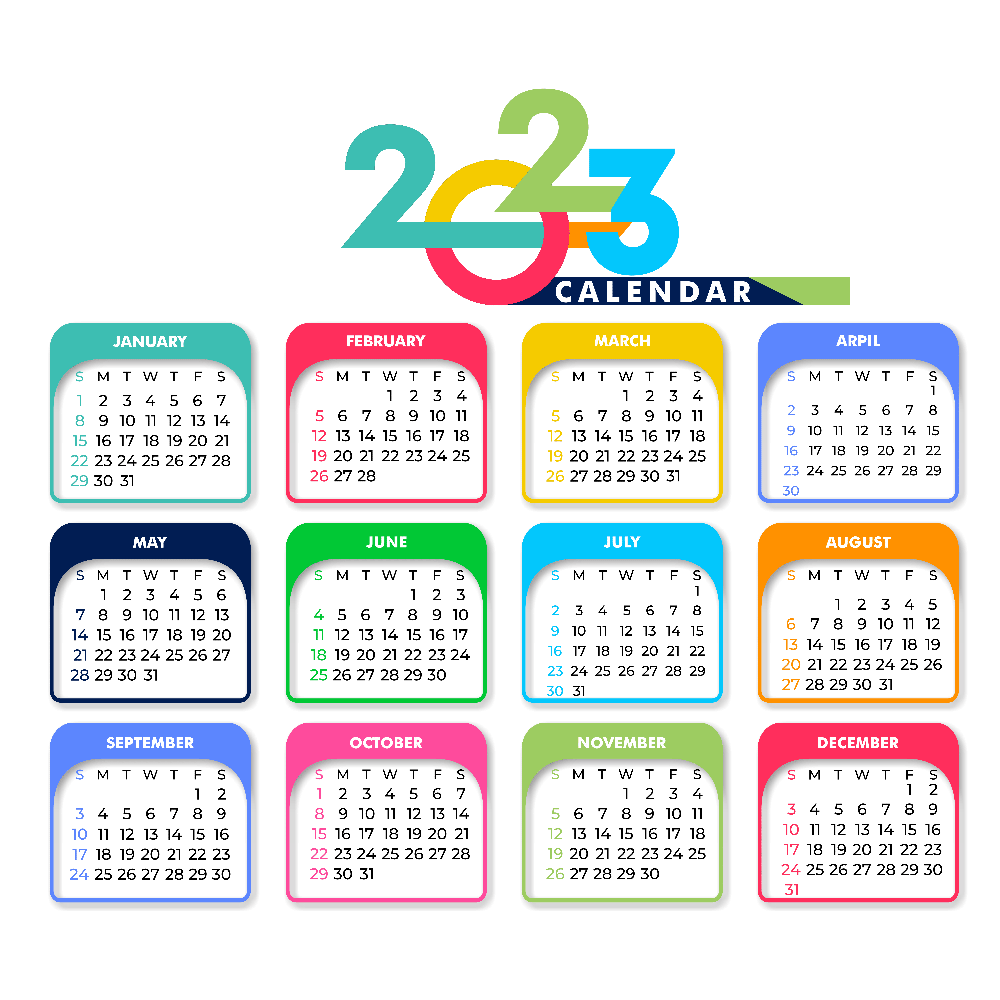 2023
CALENDAR
JANUARY
S M T W T F S
1 2 3 4 5 6 7
8 9 10 11 12 13 14
15 16 17 18 19 20 21
22 23 24 25 26 27 28
29 30 31
FEBRUARY
S M T W T F S
1 2 3 4
5 6 7 8 9 10 11
12 13 14 15 16 17 18
19 20 21 22 23 24 25
26 27 28
MARCH
S M T W T F S
1 2 3 4
5 6 7 8 9 10 11
12 13 14 15 16 17 18
19 20 21 22 23 24 25
26 27 28 29 30 31
ARPIL
S M T W T F S
1
2 3 4 5 6 7 8
9 10 11 12 13 14 15
16 17 18 19 20 21 22
23 24 25 26 27 28 29
30
MAY
S M T W T F S
1 2 3 4 5 6
7 8 9 10 11 12 13
14 15 16 17 18 19 20
21 22 23 24 25 26 27
28 29 30 31
JUNE
S M T W T F S
1 2 3
4 5 6 7 8 9 10
11 12 13 14 15 16 17
18 19 20 21 22 23 24
25 26 27 28 29 30
JULY
S M T W T F S
1
2 3 4 5 6 7 8
9 10 11 12 13 14 15
16 17 18 19 20 21 22
23 24 25 26 27 28 29
30 31
AUGUST
S M T W T F S
1 2 3 4 5
6 7 8 9 10 11 12
13 14 15 16 17 18 19
20 21 22 23 24 25 26
27 28 29 30 31
SEPTEMBER
S M T W T F S
1 2
3 4 5 6 7 8 9
10 11 12 13 14 15 16
17 18 19 20 21 22 23
24 25 26 27 28 29 30
OCTOBER
S M T W T F S
1 2 3 4 5 6 7
8 9 10 11 12 13 14
15 16 17 18 19 20 21
22 23 24 25 26 27 28
29 30 31
NOVEMBER
S M T W T F S
1 2 3 4
5 6 7 8 9 10 11
12 13 14 15 16 17 18
19 20 21 22 23 24 25
26 27 28 29 30
DECEMBER
S M T W T F S
1 2
3 4 5 6 7 8 9
10 11 12 13 14 15 16
17 18 19 20 21 22 23
24 25 26 27 28 29 30
31